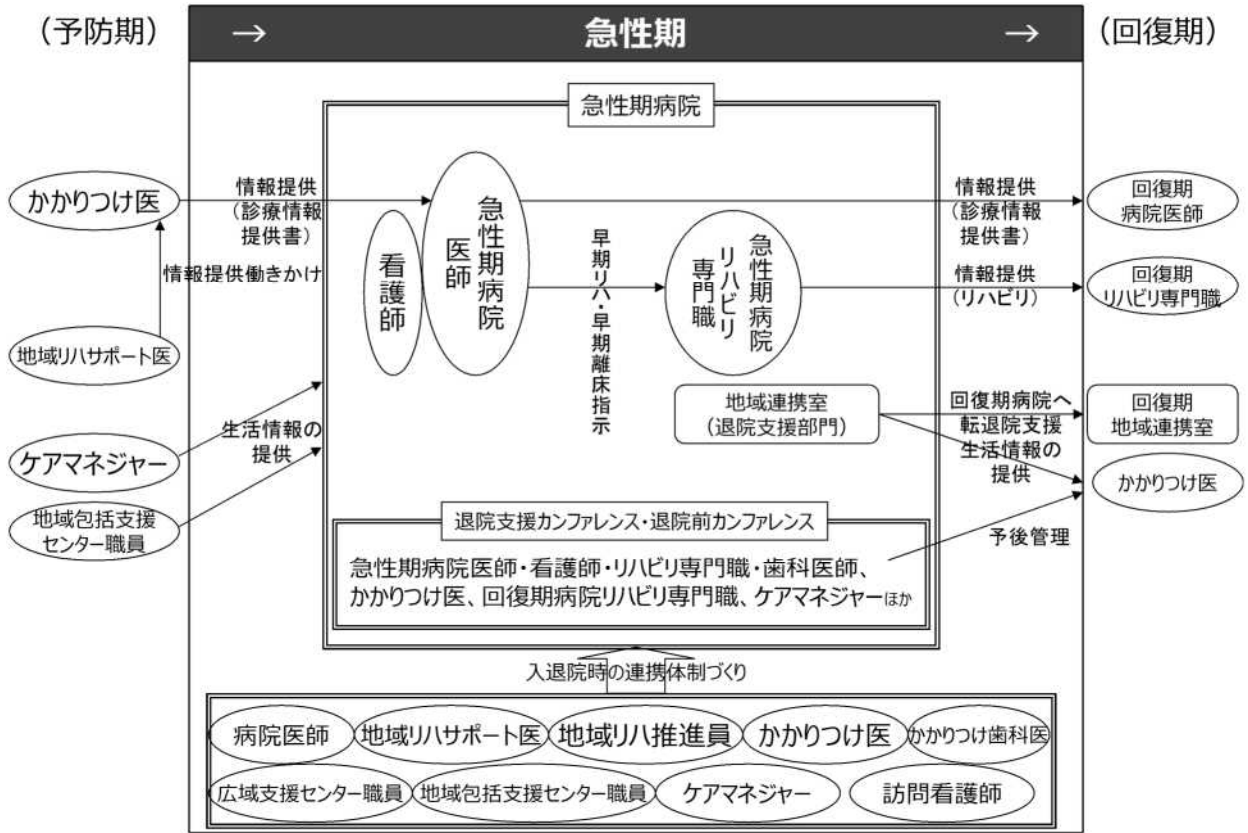 （予防期）
→ 急性期 →
（回復期）
急性期病院
かかりつけ医
情報提供
（診療情報
提供書）
情報提供働きかけ
地域リハサポート医
ケアマネジャー
生活情報の
提供
地域包括支援
センター職員
看護師
急性期病院
医師
早期リハ・早期離床指示
急性期病院
リハビリ
専門職
情報提供
（診療情報
提供書）
回復期
病院医師
情報提供
（リハビリ）
回復期
リハビリ専門職
地域連携室
（退院支援部門）
回復期病院へ
転退院支援
生活情報の
提供
回復期
地域連携室
かかりつけ医
予後管理
退院支援カンファレンス・退院前カンファレンス
急性期病院医師・看護師・リハビリ専門職・歯科医師、
かかりつけ医、回復期病院リハビリ専門職、ケアマネジャーほか
入退院時の連携体制づくり
病院医師
地域リハサポート医
地域リハ推進員
かかりつけ医
かかりつけ歯科医
広域支援センター職員
地域包括支援センター職員
ケアマネジャー
訪問看護師